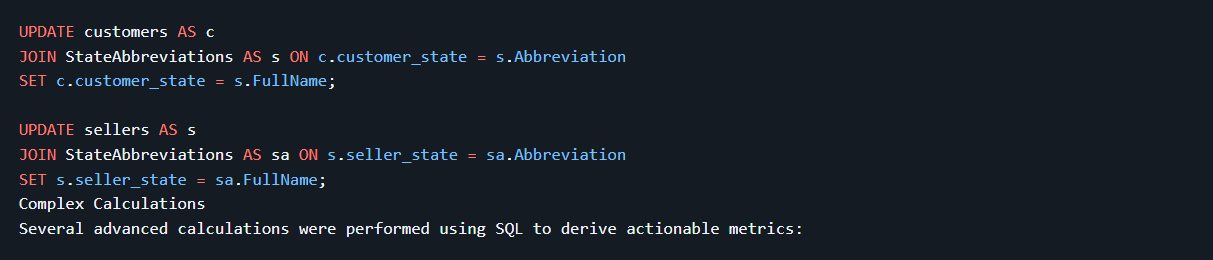 UPDATE customers AS c
JOIN StateAbbreviations AS s ON c.customer_state = s.Abbreviation
SET c.customer_state = s.FullName;
UPDATE sellers AS s
JOIN StateAbbreviations AS sa ON s.seller_state = sa.Abbreviation
SET s.seller_state = sa.FullName;
Complex Calculations
Several advanced calculations were performed using SQL to derive actionable metrics: